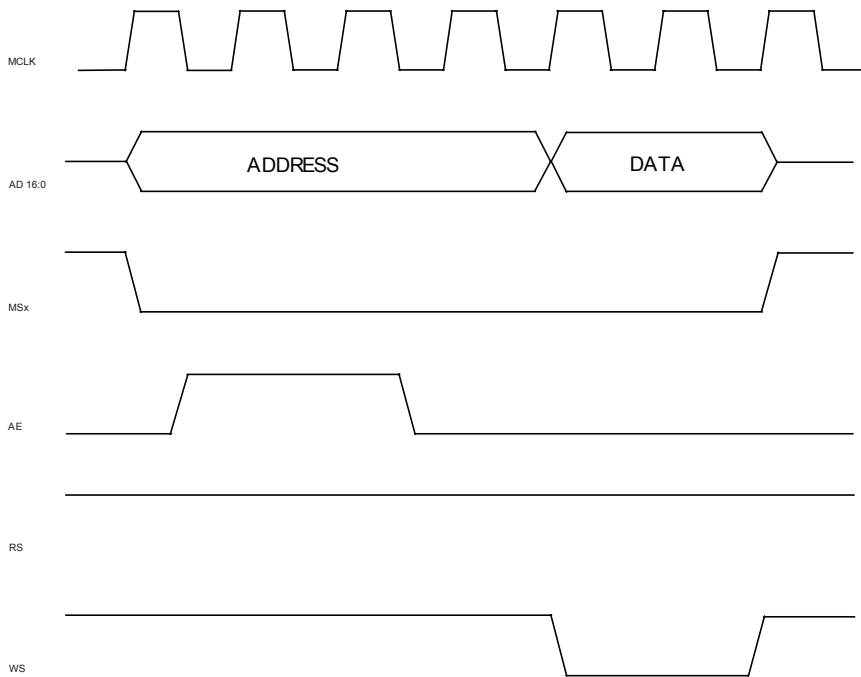 MCLK
AD 16:0
ADDRESS
DATA
MSx
AE
RS
WS